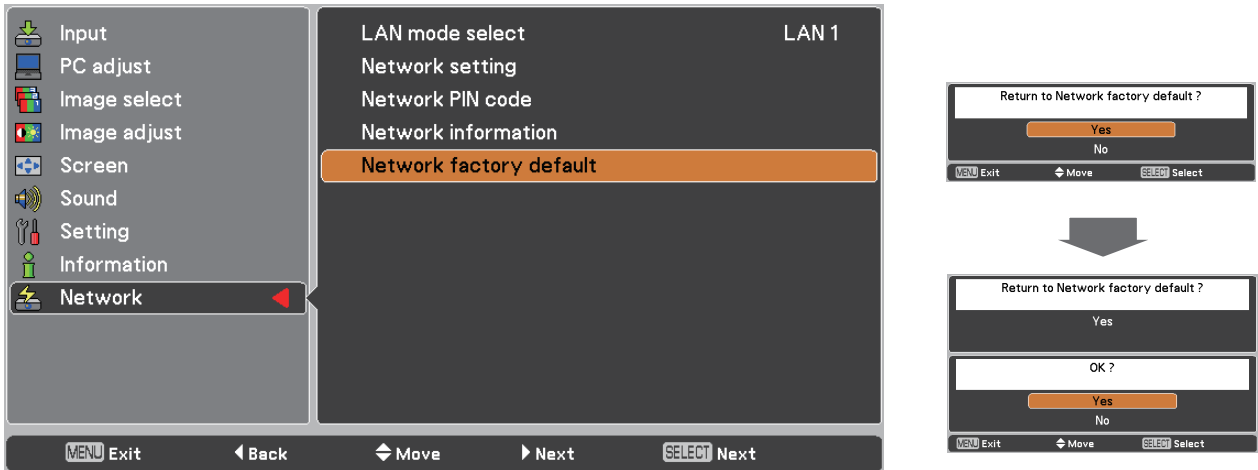 Input
PC adjust
Image select
Image adjust
Screen
Sound
Setting
Information
Network
LAN mode select LAN 1
Network setting
Network PIN code
Network information
Network factory default
MENU Exit Back Move Next SELECT Next
Return to Network factory default ?
Yes
No
MENU Exit Move SELECT Select
Return to Network factory default ?
Yes
OK ?
Yes
No
MENU Exit Move SELECT Select